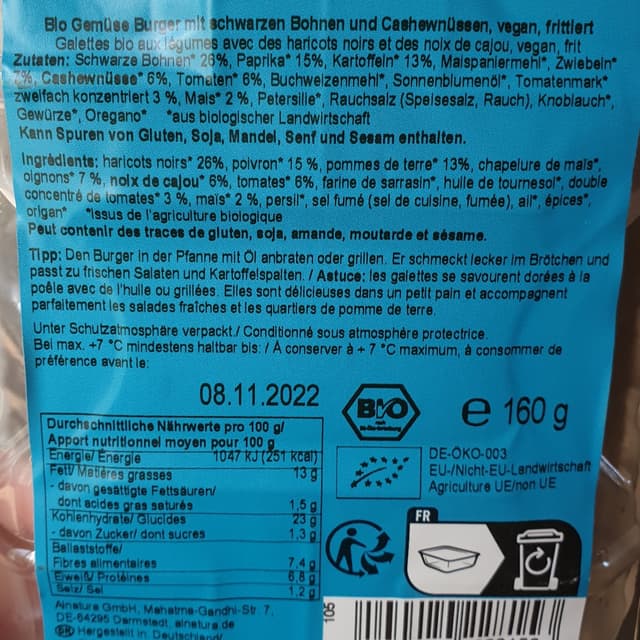 Bio Gemüse Burger mit schwarzen Bohnen und Cashewnüssen, vegan, frittiert
Galettes bio aux légumes avec des haricots noirs et des noix de cajou, vegan, frit
Zutaten: Schwarze Bohnen* 26%, Paprika* 15%, Kartoffeln* 13%, Maispaniermehl*, Zwiebeln*
7%, Cashewnüsse* 6%, Tomaten* 6%, Buchweizenmehl*, Sonnenblumenöl*, Tomatenmark*
zweifach konzentriert 3 %, Mais* 2 %, Petersilie*, Rauchsalz (Speisesalz, Rauch), Knoblauch*,
Gewürze*, Oregano* *aus biologischer Landwirtschaft
Kann Spuren von Gluten, Soja, Mandel, Senf und Sesam enthalten.
Ingrédients: haricots noirs* 26%, poivron* 15 %, pommes de terre* 13%, chapelure de maïs*,
oignons* 7 %, noix de cajou* 6%, tomates* 6%, farine de sarrasin*, huile de tournesol*, double
concentré de tomates* 3 %, maïs* 2 %, persil*, sel fumé (sel de cuisine, fumée), ail*, épices*,
origan* *issus de l'agriculture biologique
Peut contenir des traces de gluten, soja, amande, moutarde et sésame.
Tipp: Den Burger in der Pfanne mit Öl anbraten oder grillen. Er schmeckt lecker im Brötchen und
passt zu frischen Salaten und Kartoffelspalten. / Astuce: les galettes se savourent dorées à la
poêle avec de l'huile ou grillées. Elles sont délicieuses dans un petit pain et accompagnent
parfaitement les salades fraîches et les quartiers de pomme de terre.
Unter Schutzatmosphäre verpackt./ Conditionné sous atmosphère protectrice.
Bei max. +7 °C mindestens haltbar bis: / À conserver à + 7 °C maximum, à consommer de
préférence avant le:
08.11.2022
BIO
e 160 g
Durchschnittliche Nährwerte pro 100 g/
Apport nutritionnel moyen pour 100 g
Energie/ Énergie 1047 kJ (251 kcal)
Fett/ Matières grasses 13 g
- davon gesättigte Fettsäuren/
dont acides gras saturés 1,5 g
Kohlenhydrate/ Glucides 23 g
- davon Zucker/ dont sucres 1,3 g
Ballaststoffe/
Fibres alimentaires 7,4 g
Eiweiß/ Protéines 6,8 g
Salz/ Sel 1,2 g
DE-ÖKO-003
EU-/Nicht-EU-Landwirtschaft
Agriculture UE/non UE
FR
Alnatura GmbH, Mahatma-Gandhi-Str. 7,
DE-64295 Darmstadt, alnatura.de
Hergestellt in Deutschland/
105